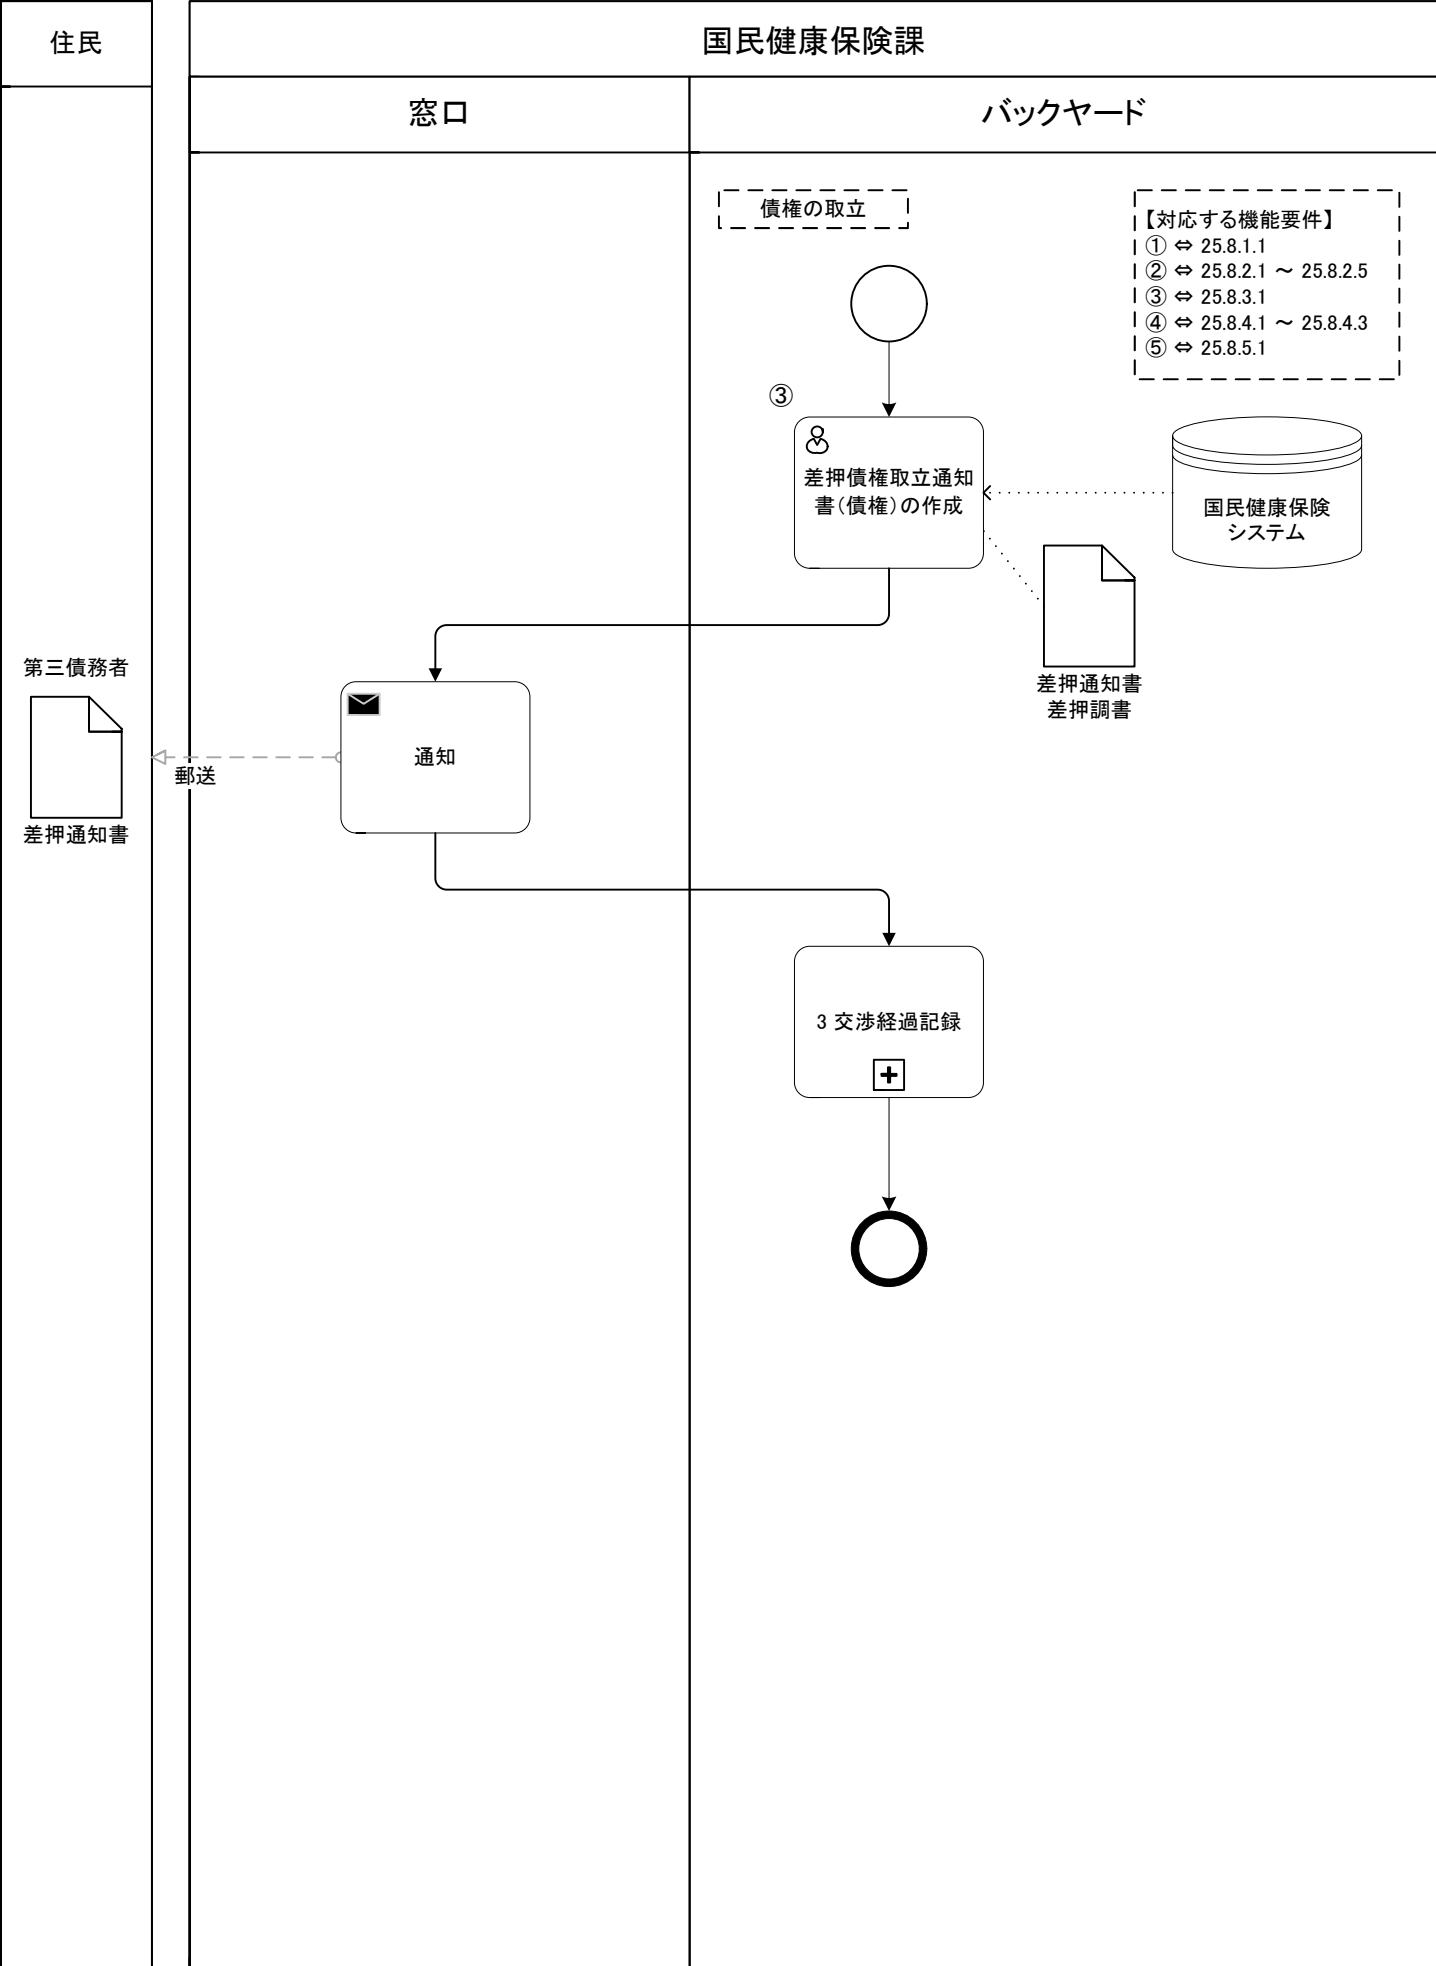 住民
国民健康保険課
窓口
バックヤード
債権の取立
【対応する機能要件】
① ⇔ 25.8.1.1
② ⇔ 25.8.2.1 ～ 25.8.2.5
③ ⇔ 25.8.3.1
④ ⇔ 25.8.4.1 ～ 25.8.4.3
⑤ ⇔ 25.8.5.1
③
差押債権取立通知
書（債権）の作成
国民健康保険
システム
差押通知書
差押調書
第三債務者
差押通知書
郵送
通知
3 交渉経過記録